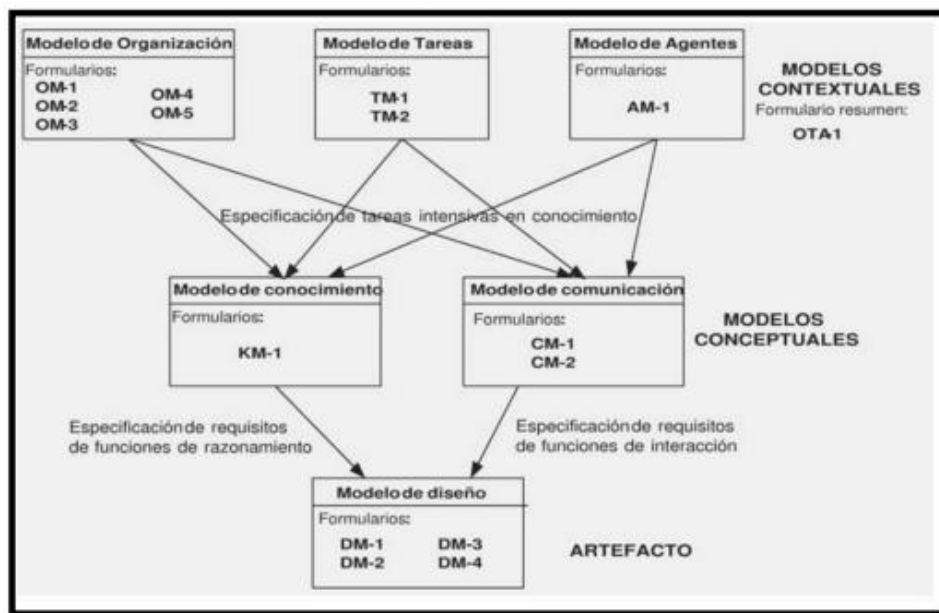 Modelo de Organización
Formularios:
OM-1
OM-2
OM-3
OM-4
OM-5
Modelo de Tareas
Formularios:
TM-1
TM-2
Modelo de Agentes
Formularios:
AM-1
MODELOS
CONTEXTUALES
Formulario resumen:
OTA-1
Especificación de tareas intensivas en conocimiento
Modelo de conocimiento
Formularios:
KM-1
Modelo de comunicación
Formularios:
CM-1
CM-2
MODELOS
CONCEPTUALES
Especificación de requisitos
de funciones de razonamiento
Especificación de requisitos
de funciones de interacción
Modelo de diseño
Formularios:
DM-1
DM-2
DM-3
DM-4
ARTEFACTO